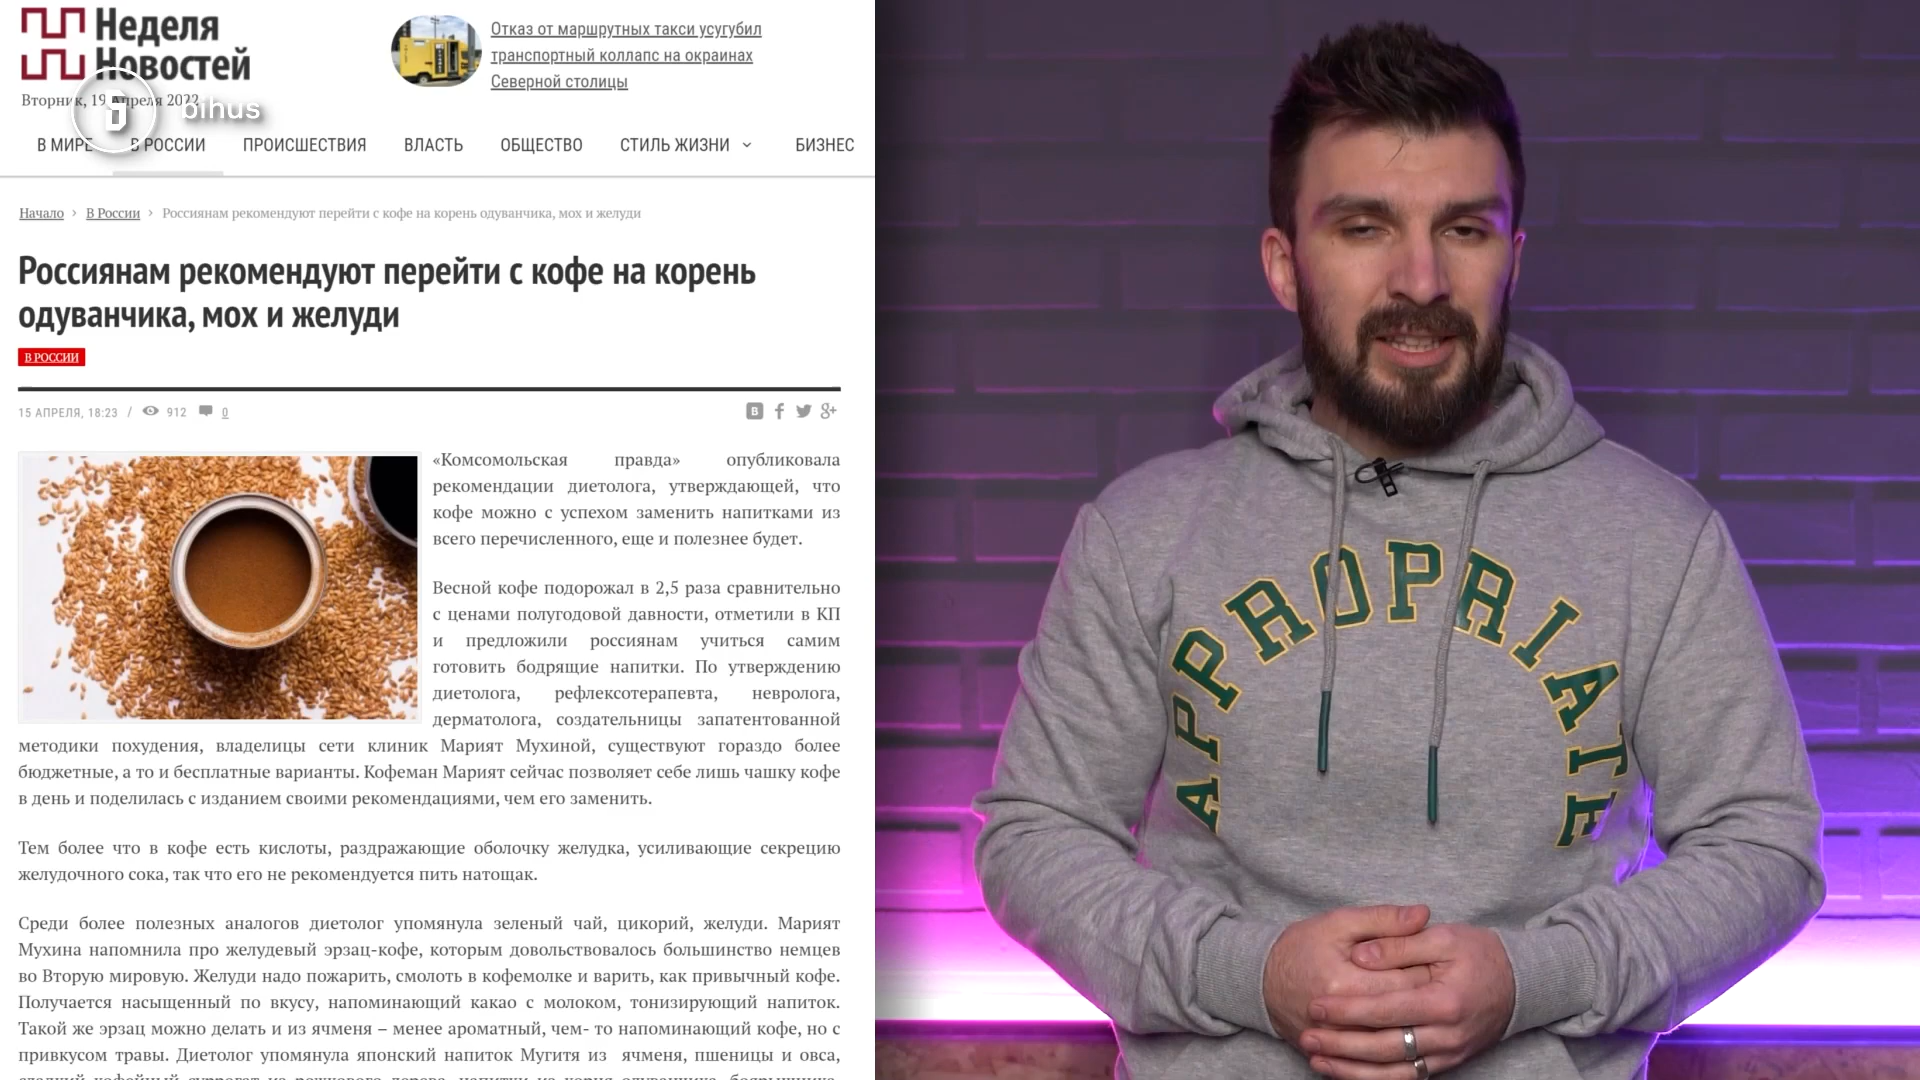 Неделя
Новостей
Вторник, 19 Апреля 2022
bihus
Отказ от маршрутных такси усугубил
транспортный коллапс на окраинах
Северной столицы
В МИРЕ В РОССИИ ПРОИСШЕСТВИЯ ВЛАСТЬ ОБЩЕСТВО СТИЛЬ ЖИЗНИ БИЗНЕС
Начало › В России › Россиянам рекомендуют перейти с кофе на корень одуванчика, мох и желуди
Россиянам рекомендуют перейти с кофе на корень
одуванчика, мох и желуди
В РОССИИ
15 АПРЕЛЯ, 18:23 / 912 0
«Комсомольская правда» опубликовала
рекомендации диетолога, утверждающей, что
кофе можно с успехом заменить напитками из
всего перечисленного, еще и полезнее будет.
Весной кофе подорожал в 2,5 раза сравнительно
с ценами полугодовой давности, отметили в КП
и предложили россиянам учиться самим
готовить бодрящие напитки. По утверждению
диетолога, рефлексотерапевта, невролога,
дерматолога, создательницы запатентованной
методики похудения, владелицы сети клиник Марият Мухиной, существуют гораздо более
бюджетные, а то и бесплатные варианты. Кофеман Марият сейчас позволяет себе лишь чашку кофе
в день и поделилась с изданием своими рекомендациями, чем его заменить.
Тем более что в кофе есть кислоты, раздражающие оболочку желудка, усиливающие секрецию
желудочного сока, так что его не рекомендуется пить натощак.
Среди более полезных аналогов диетолог упомянула зеленый чай, цикорий, желуди. Марият
Мухина напомнила про желудевый эрзац-кофе, которым довольствовалось большинство немцев
во Вторую мировую. Желуди надо пожарить, смолоть в кофемолке и варить, как привычный кофе.
Получается насыщенный по вкусу, напоминающий какао с молоком, тонизирующий напиток.
Такой же эрзац можно делать и из ячменя – менее ароматный, чем- то напоминающий кофе, но с
привкусом травы. Диетолог упомянула японский напиток Мугитя из ячменя, пшеницы и овса,
APPROPRIATE